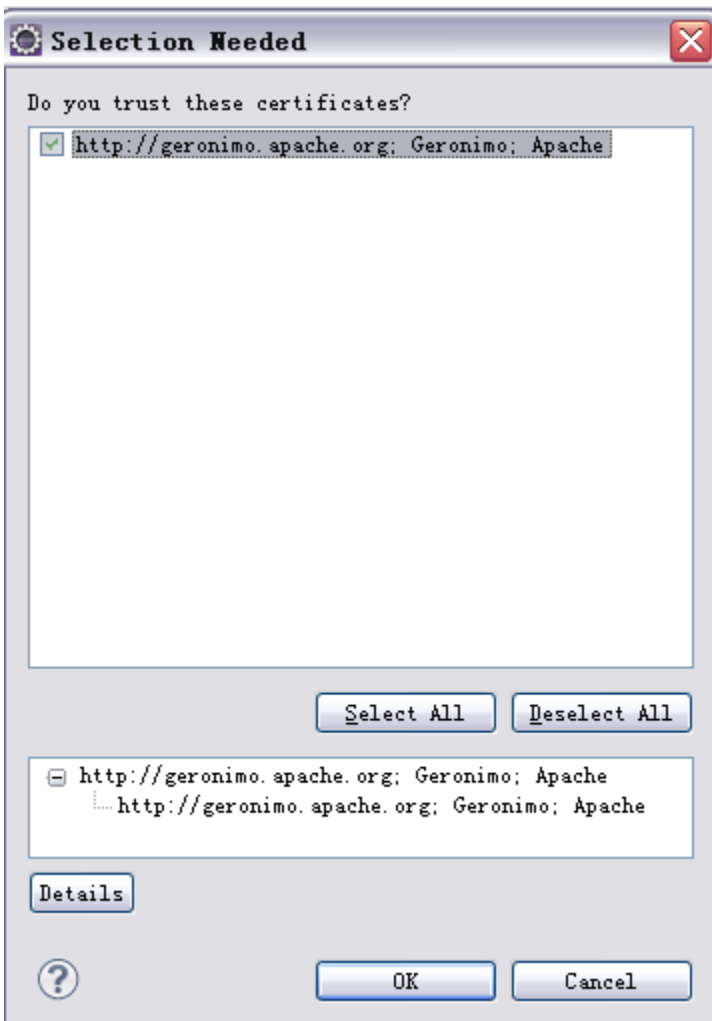 Selection Needed
Do you trust these certificates?
http://geronimo.apache.org; Geronimo; Apache
Select All
Deselect All
http://geronimo.apache.org; Geronimo; Apache
http://geronimo.apache.org; Geronimo; Apache
Details
?
OK
Cancel